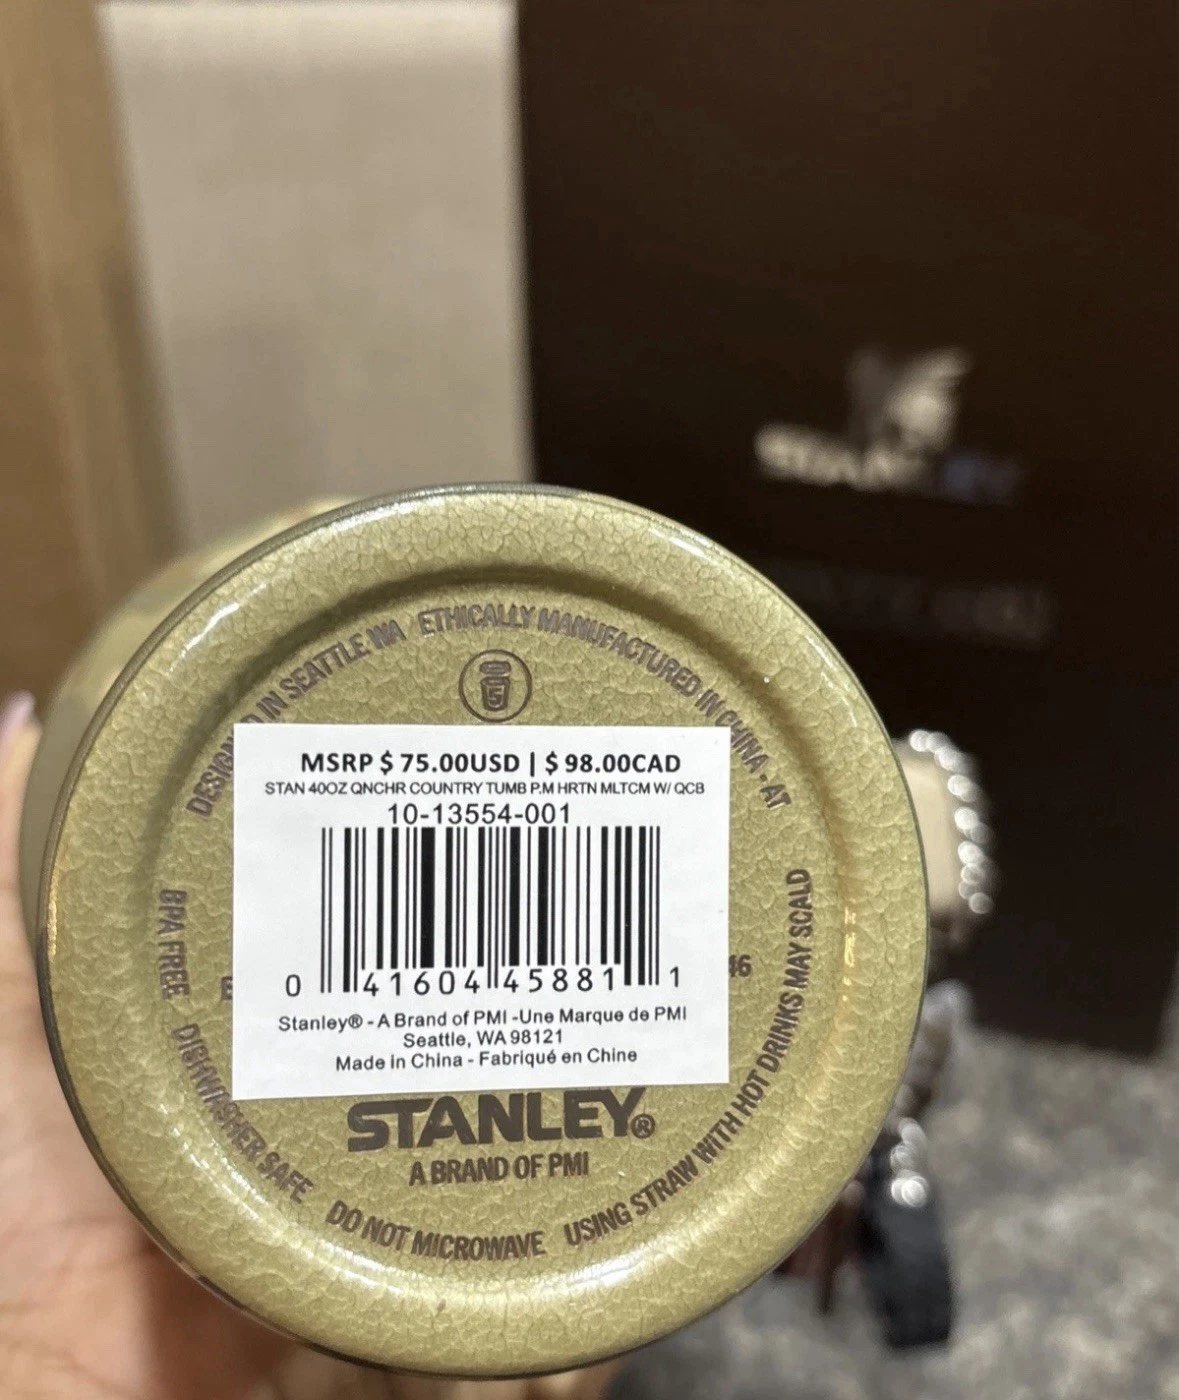 DESIGN IN SEATTLE WA
ETHICALLY MANUFACTURED IN CHINA - AT
MSRP $ 75.00USD | $ 98.00CAD
STAN 40OZ QNCHR COUNTRY TUMB P.M HRTN MLTCM W/ QCB
10-13554-001
0 41604 45881 1
Stanley® - A Brand of PMI -Une Marque de PMI
Seattle, WA 98121
Made in China - Fabriqué en Chine
46
STANLEY®
A BRAND OF PMI
BPA FREE
DISHWASHER SAFE
DO NOT MICROWAVE
USING STRAW WITH HOT DRINKS MAY SCALD
STANLEY